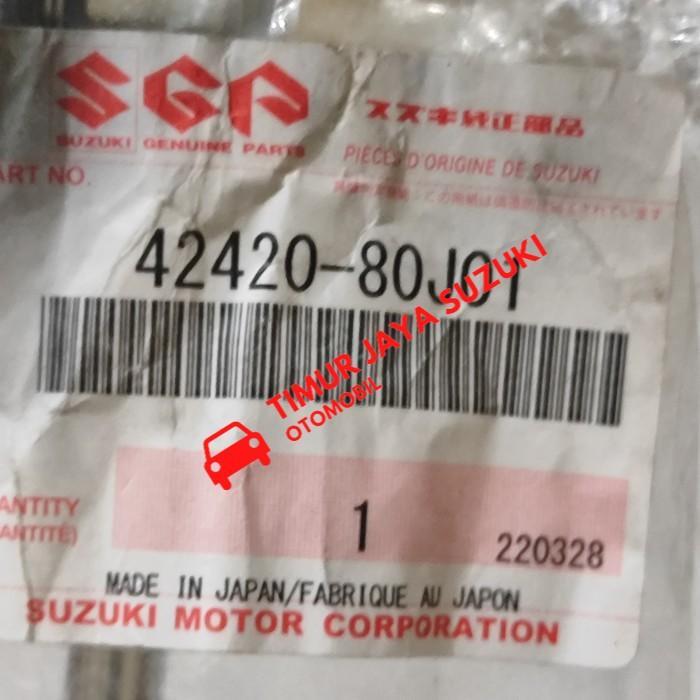 SGP
SUZUKI GENUINE PARTS
スズキ純正部品
PIÈCES D'ORIGINE DE SUZUKI
ART NO.
42420-80J01
TIMUR JAYA SUZUKI
OTOMOBIL
ANTITY
ANTITÉ)
1
220328
MADE IN JAPAN/FABRIQUE AU JAPON
SUZUKI MOTOR CORPORATION